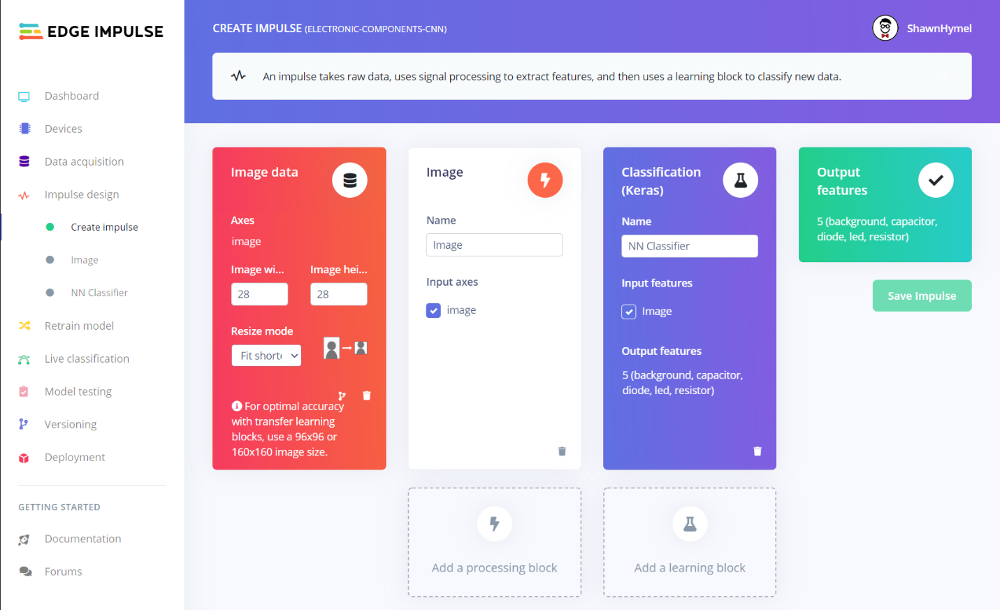 EDGE IMPULSE
Dashboard
Devices
Data acquisition
Impulse design
Create impulse
Image
NN Classifier
Retrain model
Live classification
Model testing
Versioning
Deployment
GETTING STARTED
Documentation
Forums
CREATE IMPULSE (ELECTRONIC-COMPONENTS-CNN)
ShawnHymel
An impulse takes raw data, uses signal processing to extract features, and then uses a learning block to classify new data.
Image data
Axes
image
Image wi... Image hei...
28 28
Resize mode
Fit shorte
For optimal accuracy
with transfer learning
blocks, use a 96x96 or
160x160 image size.
Image
Name
Image
Input axes
image
Add a processing block
Classification
(Keras)
Name
NN Classifier
Input features
Image
Output features
5 (background, capacitor,
diode, led, resistor)
Add a learning block
Output
features
5 (background, capacitor,
diode, led, resistor)
Save Impulse